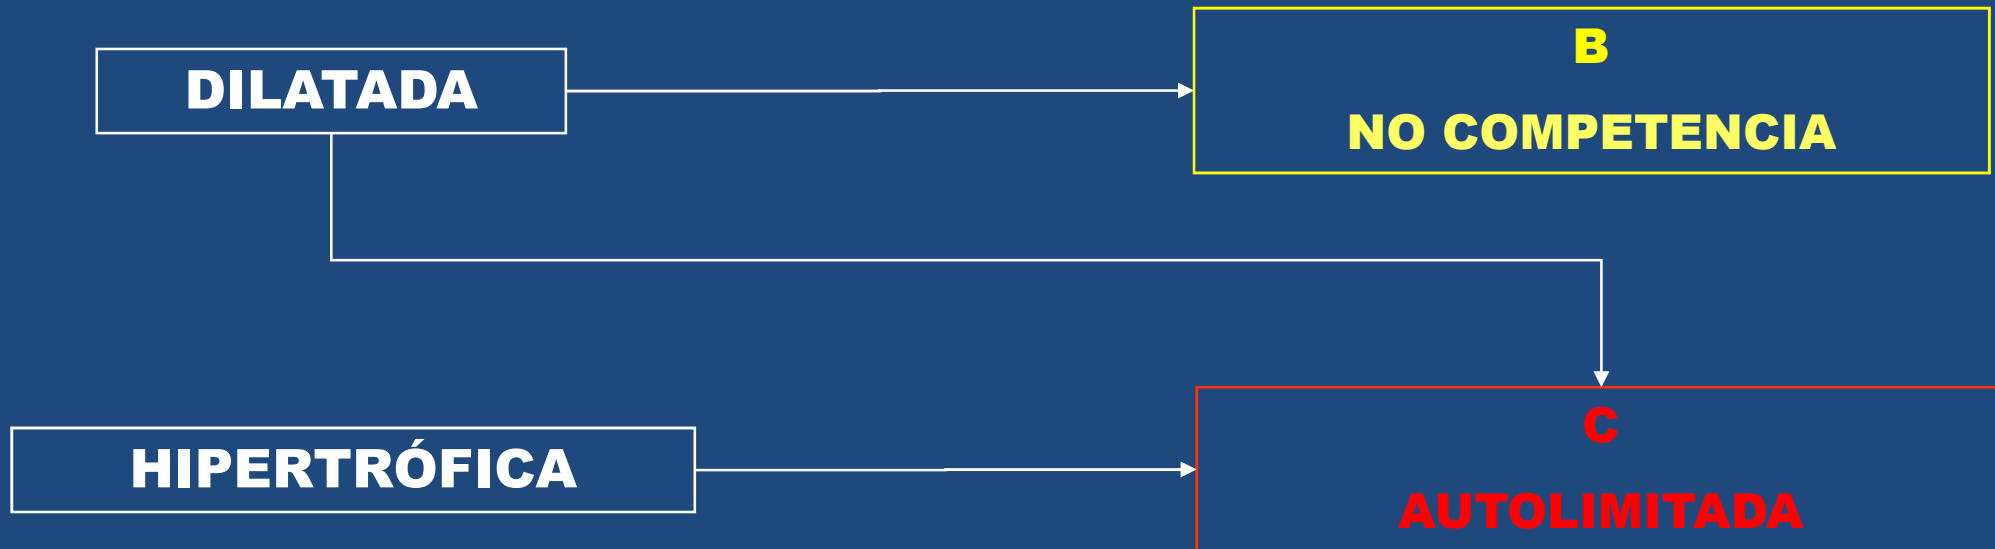 DILATADA
B
NO COMPETENCIA
HIPERTRÓFICA
C
AUTOLIMITADA